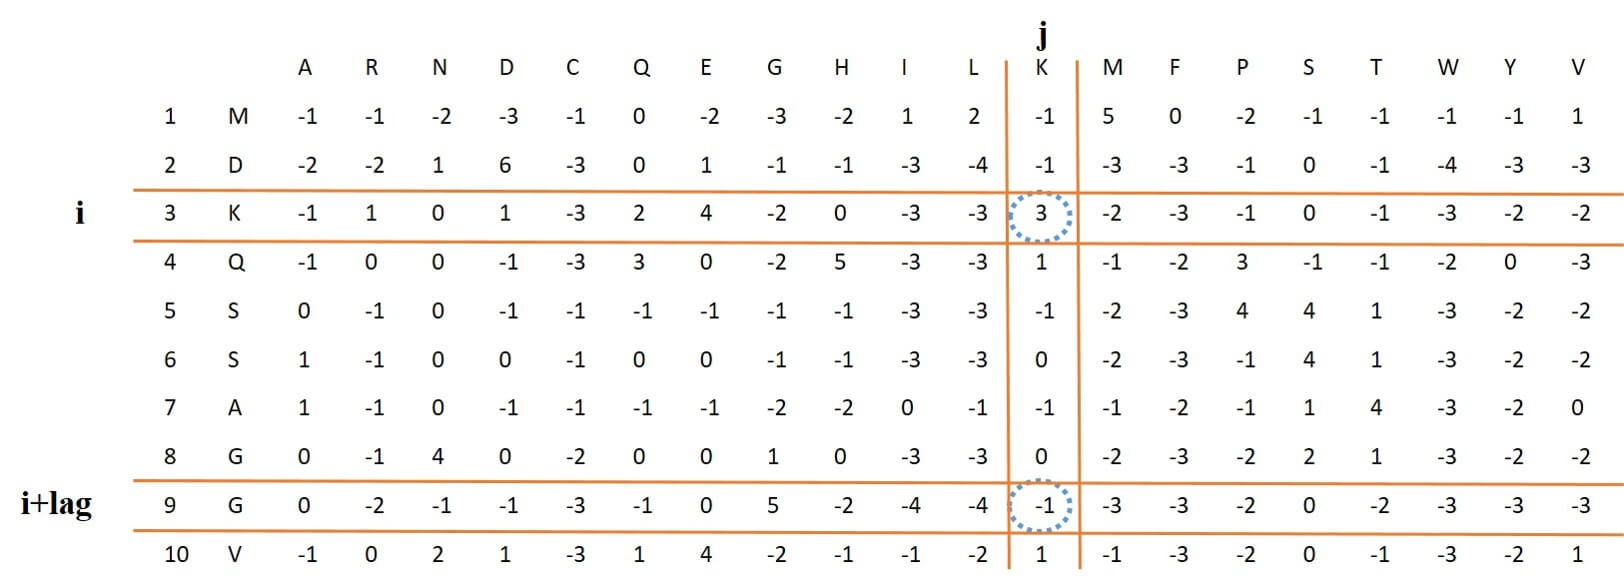 j
A R N D C Q E G H I L K M F P S T W Y V
1 M -1 -1 -2 -3 -1 0 -2 -3 -2 1 2 -1 5 0 -2 -1 -1 -1 -1 1
2 D -2 -2 1 6 -3 0 1 -1 -1 -3 -4 -1 -3 -3 -1 0 -1 -4 -3 -3
i 3 K -1 1 0 1 -3 2 4 -2 0 -3 -3 3 -2 -3 -1 0 -1 -3 -2 -2
4 Q -1 0 0 -1 -3 3 0 -2 5 -3 -3 1 -1 -2 3 -1 -1 -2 0 -3
5 S 0 -1 0 -1 -1 -1 -1 -1 -1 -3 -3 -1 -2 -3 4 4 1 -3 -2 -2
6 S 1 -1 0 0 -1 0 0 -1 -1 -3 -3 0 -2 -3 -1 4 1 -3 -2 -2
7 A 1 -1 0 -1 -1 -1 -1 -2 -2 0 -1 -1 -1 -2 -1 1 4 -3 -2 0
8 G 0 -1 4 0 -2 0 0 1 0 -3 -3 0 -2 -3 -2 2 1 -3 -2 -2
i+lag 9 G 0 -2 -1 -1 -3 -1 0 5 -2 -4 -4 -1 -3 -3 -2 0 -2 -3 -3 -3
10 V -1 0 2 1 -3 1 4 -2 -1 -1 -2 1 -1 -3 -2 0 -1 -3 -2 1